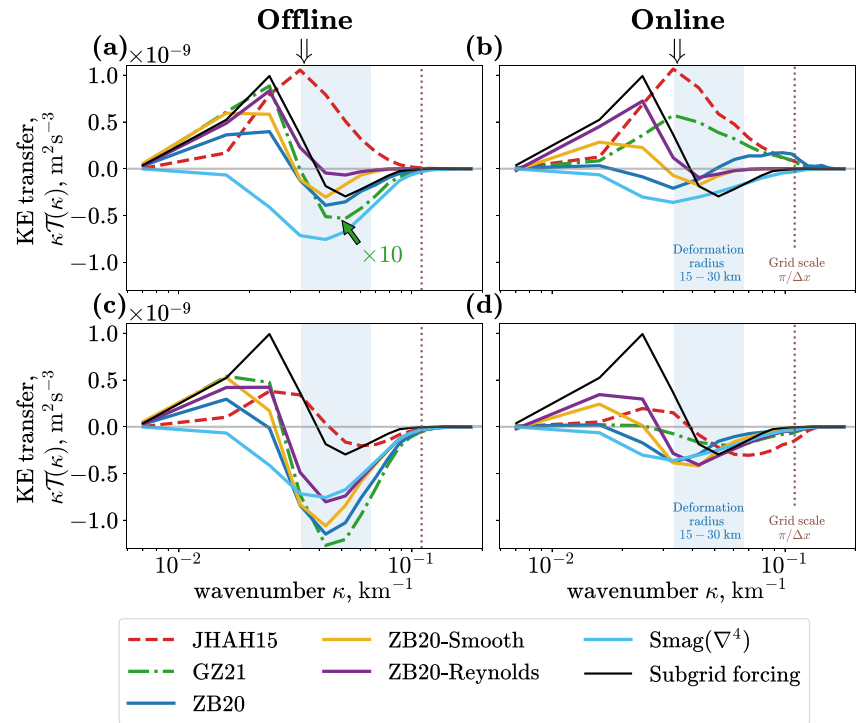 Offline
Online
⇓
⇓
(a)
(b)
×10⁻⁹
KE transfer,
κ𝒯(κ), m² s⁻³
1.0
0.5
0.0
−0.5
−1.0
×10
Deformation
radius
15 − 30 km
Grid scale
π/Δx
(c)
(d)
×10⁻⁹
KE transfer,
κ𝒯(κ), m² s⁻³
1.0
0.5
0.0
−0.5
−1.0
Deformation
radius
15 − 30 km
Grid scale
π/Δx
10⁻² 10⁻¹
10⁻² 10⁻¹
wavenumber κ, km⁻¹
wavenumber κ, km⁻¹
JHAH15
GZ21
ZB20
ZB20-Smooth
ZB20-Reynolds
Smag(∇⁴)
Subgrid forcing